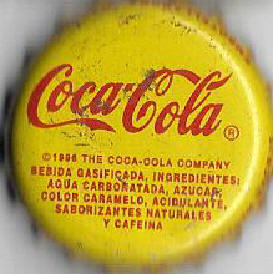 Coca-Cola ®
© 1996 THE COCA-COLA COMPANY
BEBIDA GASIFICADA, INGREDIENTES:
AGUA CARBONATADA, AZUCAR,
COLOR CARAMELO, ACIDULANTE,
SABORIZANTES NATURALES
Y CAFEINA